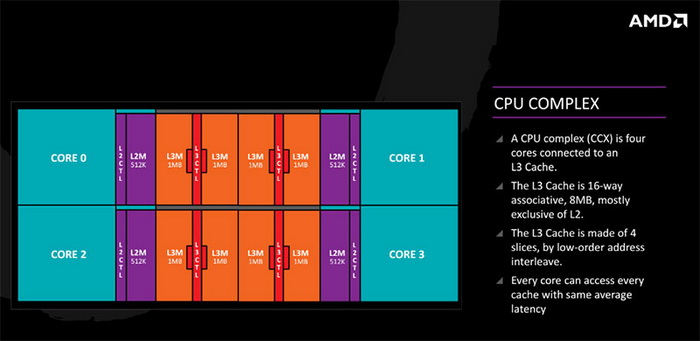 AMD
CPU COMPLEX
A CPU complex (CCX) is four
cores connected to an
L3 Cache.
The L3 Cache is 16-way
associative, 8MB, mostly
exclusive of L2.
The L3 Cache is made of 4
slices, by low-order address
interleave.
Every core can access every
cache with same average
latency
CORE 0
L2CTL
L2M
512K
L3M
1MB
L3CTL
L3M
1MB
L3M
1MB
L3CTL
L3M
1MB
L2M
512K
L2CTL
CORE 1
CORE 2
L2CTL
L2M
512K
L3M
1MB
L3CTL
L3M
1MB
L3M
1MB
L3CTL
L3M
1MB
L2M
512K
L2CTL
CORE 3